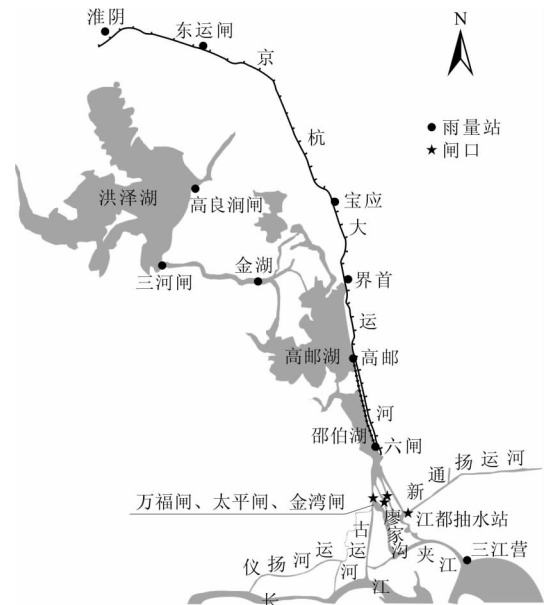 淮阴
东运闸
N
京
杭
大
运
河
雨量站
闸口
洪泽湖
高良涧闸
宝应
三河闸
金湖
界首
高邮湖
高邮
邵伯湖
六闸
新通扬运河
万福闸、太平闸、金湾闸
江都抽水站
廖家沟
夹江
三江营
古运河
仪扬河
运
长
江